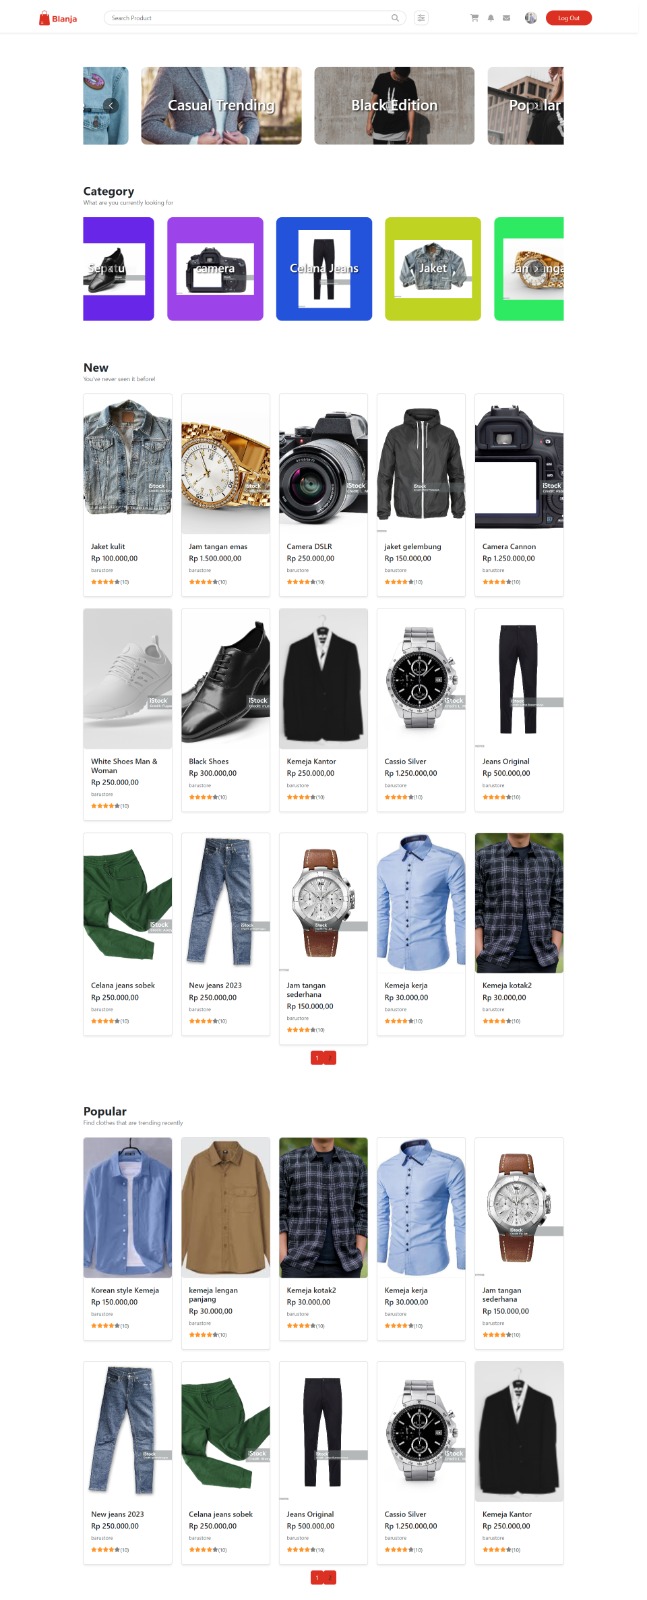 Blanja
Search Product
Log Out
Casual Trending
Black Edition
Popular
Category
What are you currently looking for
Sepatu
camera
Celana Jeans
Jaket
Jam tangan
New
You've never seen it before!
Jaket kulit
Rp 100.000,00
barustore
(10)
Jam tangan emas
Rp 1.500.000,00
barustore
(10)
Camera DSLR
Rp 250.000,00
barustore
(10)
jaket gelembung
Rp 150.000,00
barustore
(10)
Camera Cannon
Rp 1.250.000,00
barustore
(10)
White Shoes Man &
Woman
Rp 250.000,00
barustore
(10)
Black Shoes
Rp 300.000,00
barustore
(10)
Kemeja Kantor
Rp 250.000,00
barustore
(10)
Cassio Silver
Rp 1.250.000,00
barustore
(10)
Jeans Original
Rp 500.000,00
barustore
(10)
Celana jeans sobek
Rp 250.000,00
barustore
(10)
New jeans 2023
Rp 250.000,00
barustore
(10)
Jam tangan
sederhana
Rp 150.000,00
barustore
(10)
Kemeja kerja
Rp 30.000,00
barustore
(10)
Kemeja kotak2
Rp 30.000,00
barustore
(10)
1 2
Popular
Find clothes that are trending recently
Korean style Kemeja
Rp 150.000,00
barustore
(10)
kemeja lengan
panjang
Rp 30.000,00
barustore
(10)
Kemeja kotak2
Rp 30.000,00
barustore
(10)
Kemeja kerja
Rp 30.000,00
barustore
(10)
Jam tangan
sederhana
Rp 150.000,00
barustore
(10)
New jeans 2023
Rp 250.000,00
barustore
(10)
Celana jeans sobek
Rp 250.000,00
barustore
(10)
Jeans Original
Rp 500.000,00
barustore
(10)
Cassio Silver
Rp 1.250.000,00
barustore
(10)
Kemeja Kantor
Rp 250.000,00
barustore
(10)
1 2